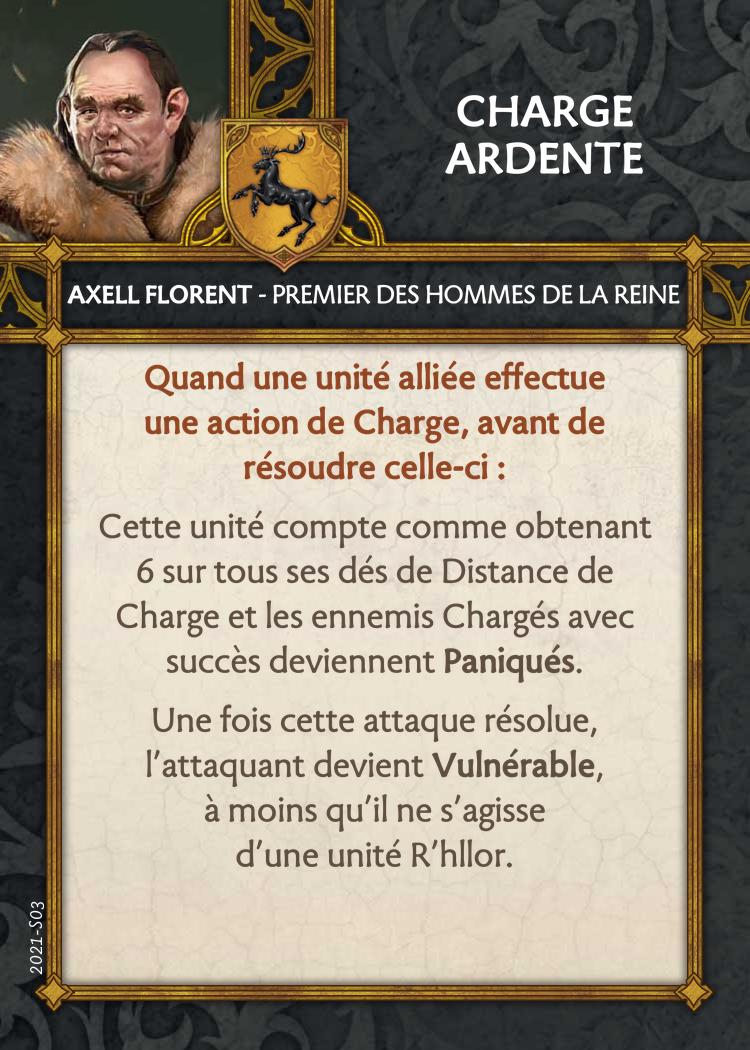 CHARGE
ARDENTE
AXELL FLORENT - PREMIER DES HOMMES DE LA REINE
Quand une unité alliée effectue
une action de Charge, avant de
résoudre celle-ci :
Cette unité compte comme obtenant
6 sur tous ses dés de Distance de
Charge et les ennemis Chargés avec
succès deviennent Paniqués.
Une fois cette attaque résolue,
l'attaquant devient Vulnérable,
à moins qu'il ne s'agisse
d'une unité R'hllor.
2021-S03